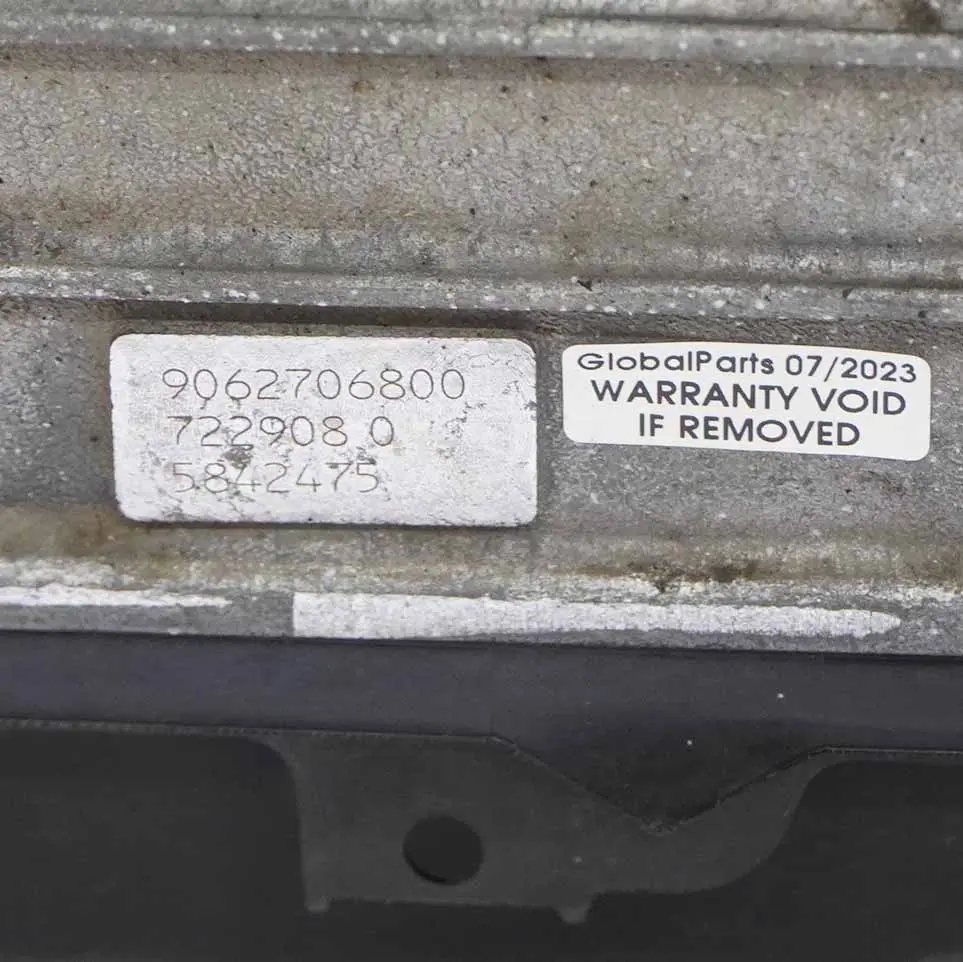 9062706800
722908 0
5842475
GlobalParts 07/2023
WARRANTY VOID
IF REMOVED